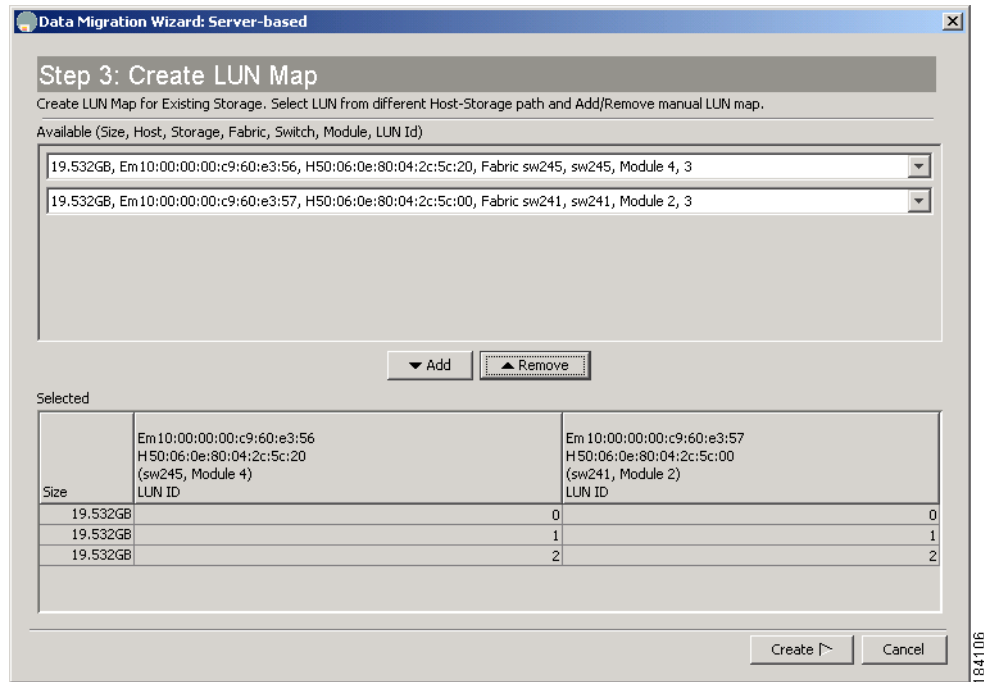 Data Migration Wizard: Server-based
Step 3: Create LUN Map
Create LUN Map for Existing Storage. Select LUN from different Host-Storage path and Add/Remove manual LUN map.
Available (Size, Host, Storage, Fabric, Switch, Module, LUN Id)
19.532GB, Em10:00:00:00:c9:60:e3:56, H50:06:0e:80:04:2c:5c:20, Fabric sw245, sw245, Module 4, 3
19.532GB, Em10:00:00:00:c9:60:e3:57, H50:06:0e:80:04:2c:5c:00, Fabric sw241, sw241, Module 2, 3
Add Remove
Selected
Size
Em10:00:00:00:c9:60:e3:56
H50:06:0e:80:04:2c:5c:20
(sw245, Module 4)
LUN ID
Em10:00:00:00:c9:60:e3:57
H50:06:0e:80:04:2c:5c:00
(sw241, Module 2)
LUN ID
19.532GB 0 0
19.532GB 1 1
19.532GB 2 2
Create Cancel
184106